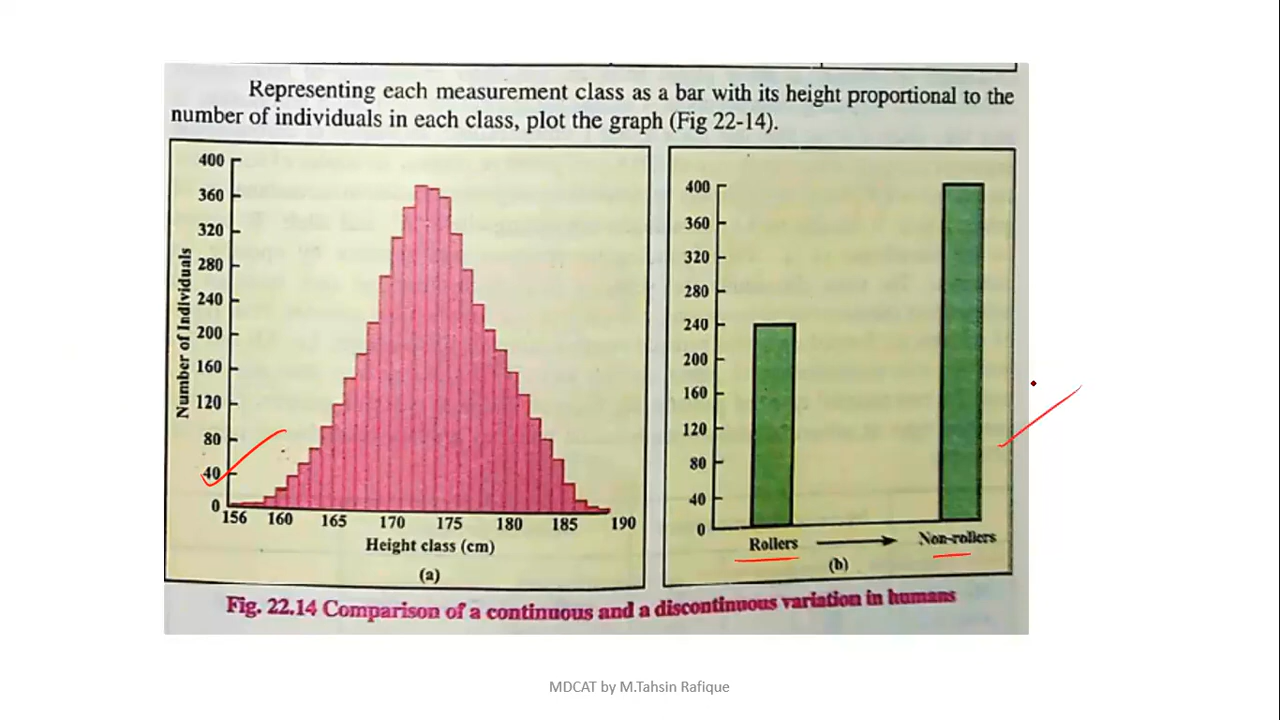 Representing each measurement class as a bar with its height proportional to the
number of individuals in each class, plot the graph (Fig 22-14).
Number of Individuals
400
360
320
280
240
200
160
120
80
40
0
156 160 165 170 175 180 185 190
Height class (cm)
(a)
400
360
320
280
240
200
160
120
80
40
0
Rollers Non-rollers
(b)
Fig. 22.14 Comparison of a continuous and a discontinuous variation in humans
MDCAT by M.Tahsin Rafique